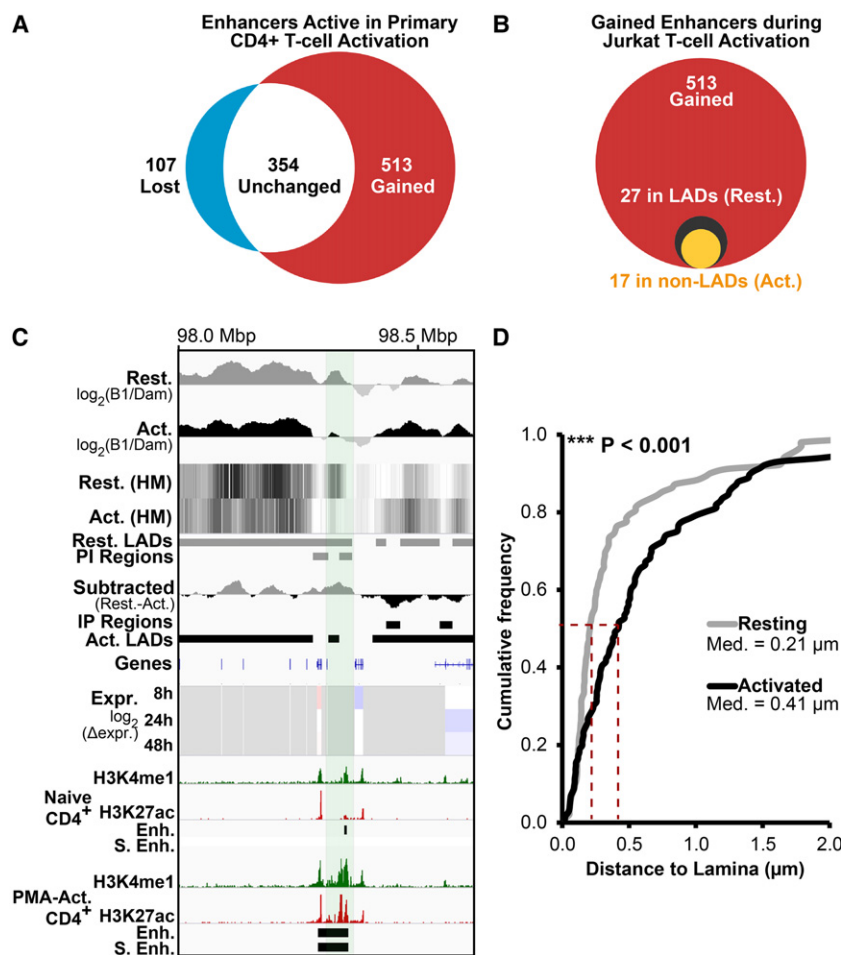 A
Enhancers Active in Primary
CD4+ T-cell Activation
107
Lost
354
Unchanged
513
Gained
B
Gained Enhancers during
Jurkat T-cell Activation
513
Gained
27 in LADs (Rest.)
17 in non-LADs (Act.)
C
98.0 Mbp 98.5 Mbp
Rest.
log2(B1/Dam)
Act.
log2(B1/Dam)
Rest. (HM)
Act. (HM)
Rest. LADs
PI Regions
Subtracted
(Rest.-Act.)
IP Regions
Act. LADs
Genes
Expr. 8h
log2 24h
(Δexpr.)
48h
H3K4me1
Naive
CD4+ H3K27ac
Enh.
S. Enh.
H3K4me1
PMA-Act.
CD4+ H3K27ac
Enh.
S. Enh.
D
*** P < 0.001
Cumulative frequency
1.0
0.8
0.6
0.4
0.2
0.0
Resting
Med. = 0.21 µm
Activated
Med. = 0.41 µm
0.0 0.5 1.0 1.5 2.0
Distance to Lamina (µm)